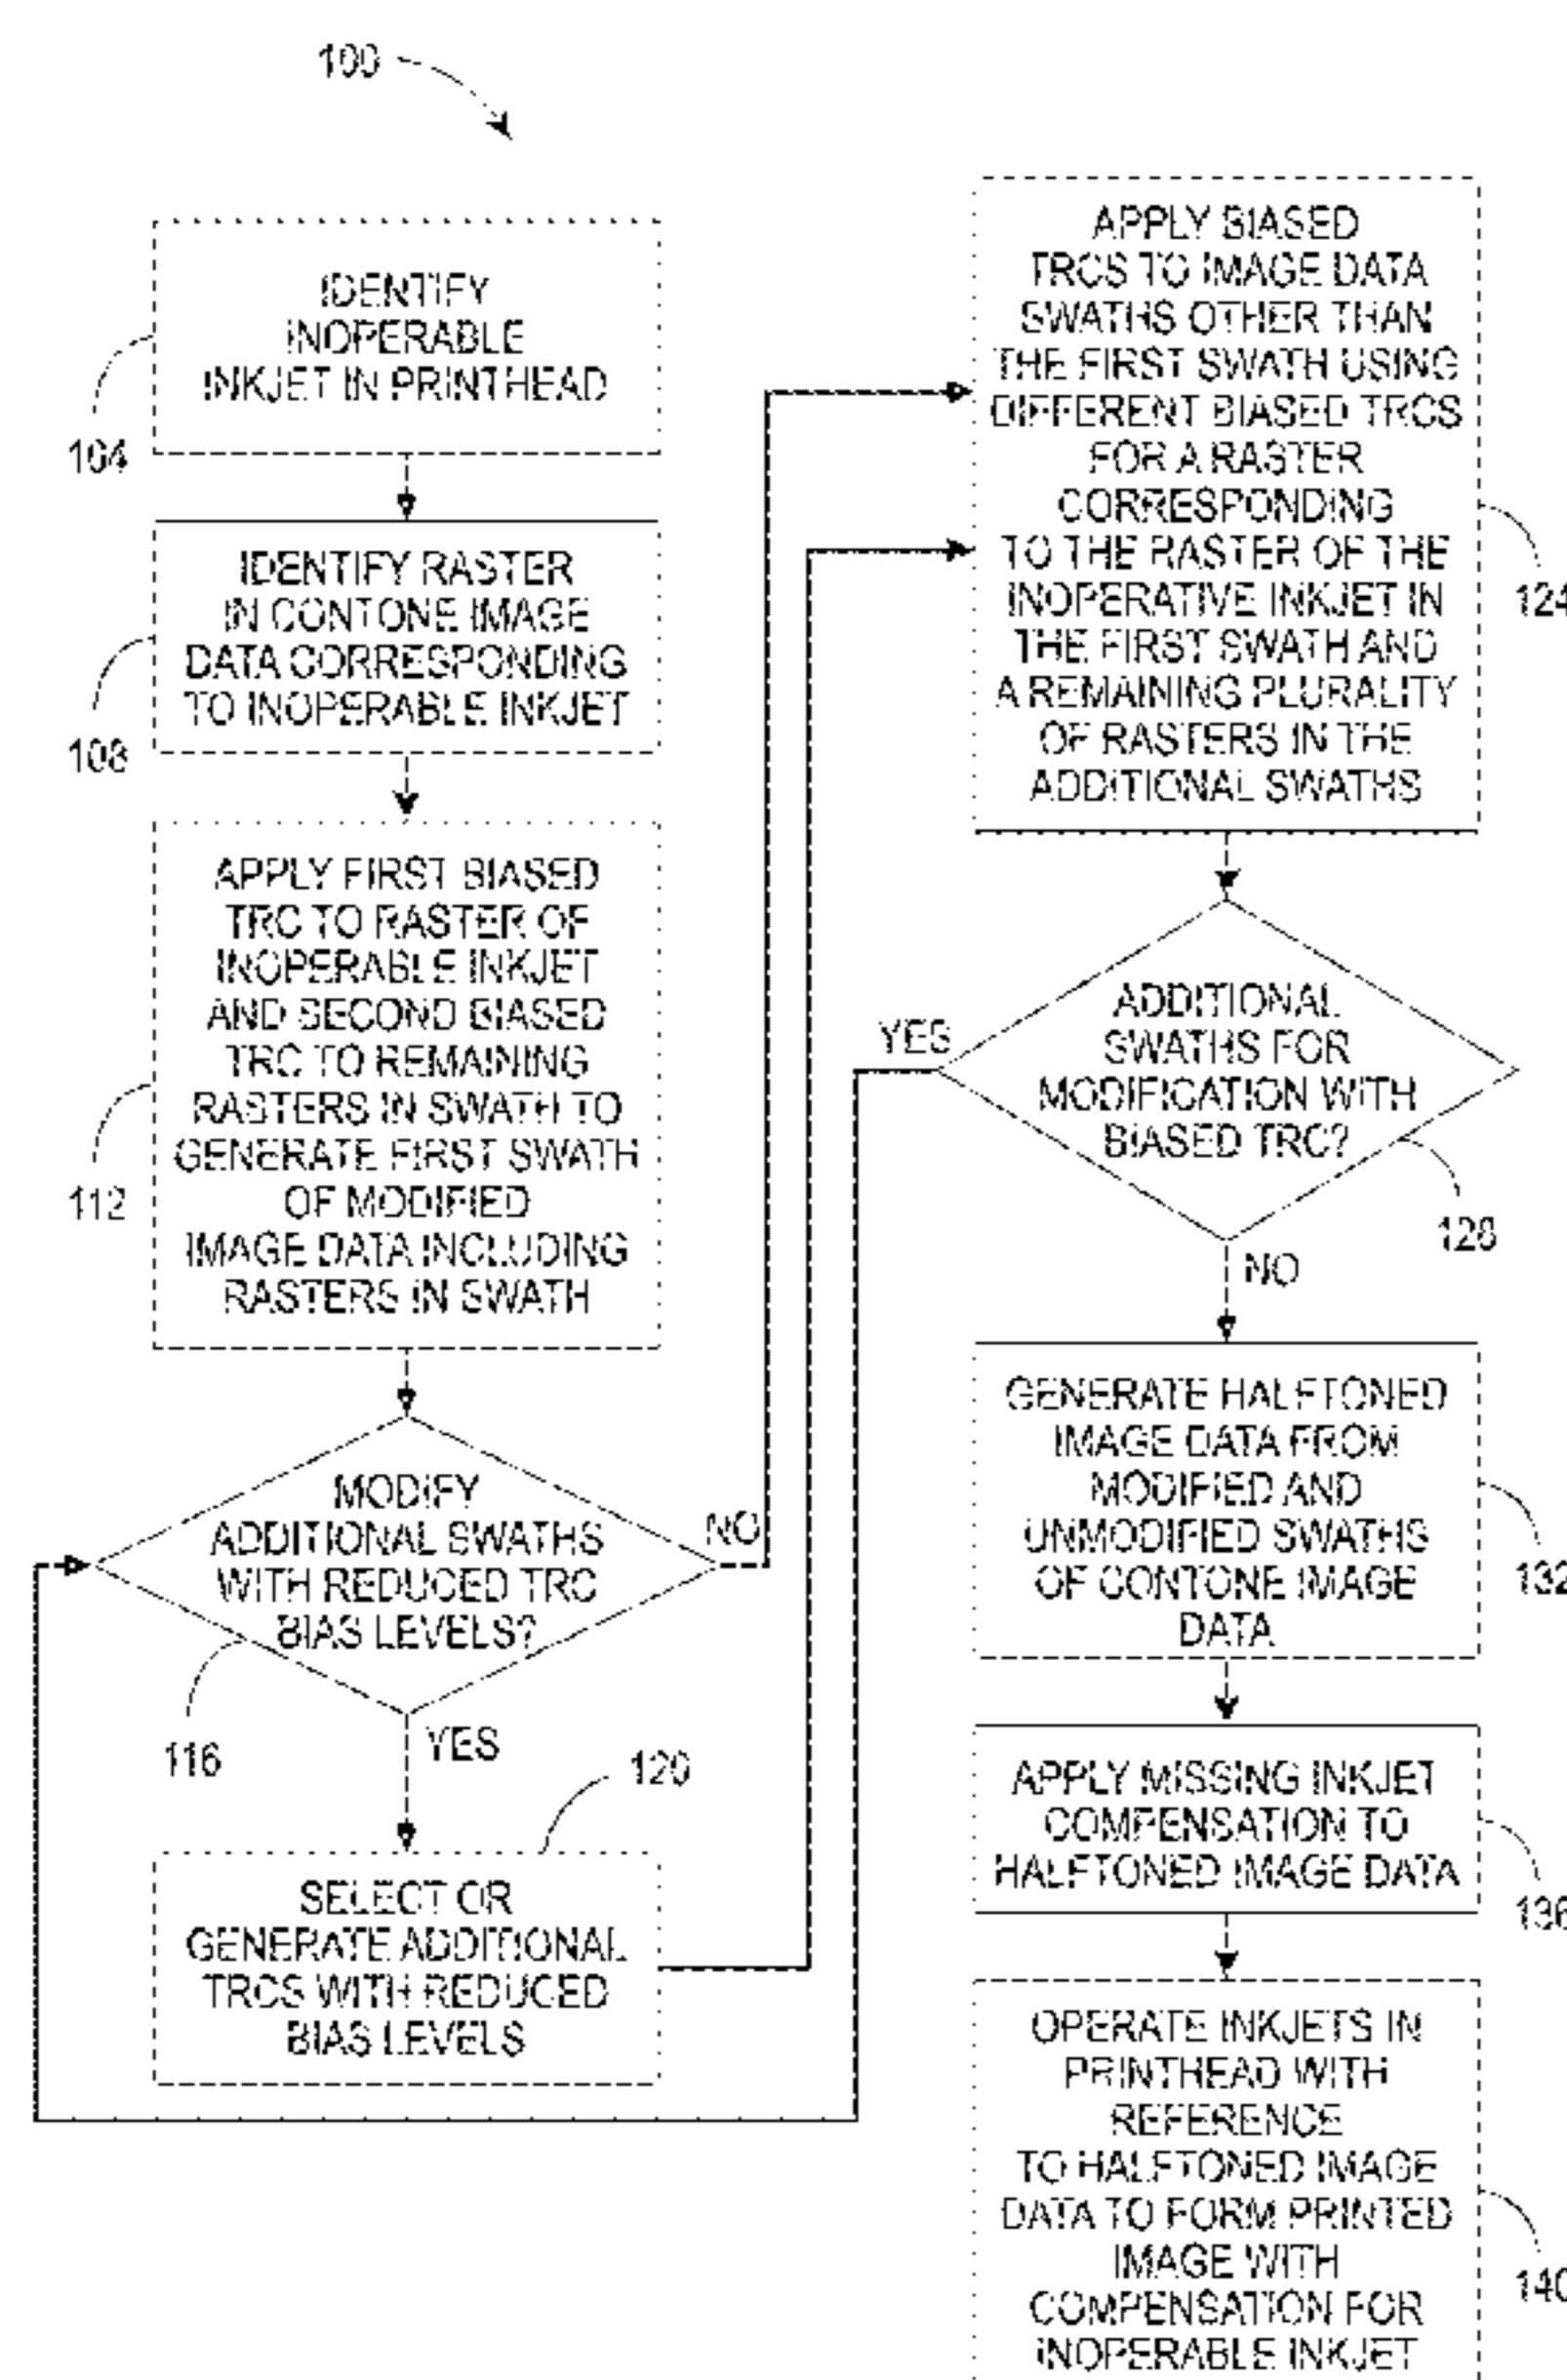 100
IDENTIFY
INOPERABLE
INKJET IN PRINTHEAD
104
IDENTIFY RASTER
IN CONTONE IMAGE
DATA CORRESPONDING
TO INOPERABLE INKJET
108
APPLY FIRST BIASED
TRC TO RASTER OF
INOPERABLE INKJET
AND SECOND BIASED
TRC TO REMAINING
RASTERS IN SWATH TO
GENERATE FIRST SWATH
OF MODIFIED
IMAGE DATA INCLUDING
RASTERS IN SWATH
112
MODIFY
ADDITIONAL SWATHS
WITH REDUCED TRC
BIAS LEVELS?
NO
116
YES
120
SELECT OR
GENERATE ADDITIONAL
TRCS WITH REDUCED
BIAS LEVELS
APPLY BIASED
TRCS TO IMAGE DATA
SWATHS OTHER THAN
THE FIRST SWATH USING
DIFFERENT BIASED TRCS
FOR A RASTER
CORRESPONDING
TO THE RASTER OF THE
INOPERATIVE INKJET IN
THE FIRST SWATH AND
A REMAINING PLURALITY
OF RASTERS IN THE
ADDITIONAL SWATHS
124
YES
ADDITIONAL
SWATHS FOR
MODIFICATION WITH
BIASED TRC?
128
NO
GENERATE HALFTONED
IMAGE DATA FROM
MODIFIED AND
UNMODIFIED SWATHS
OF CONTONE IMAGE
DATA
132
APPLY MISSING INKJET
COMPENSATION TO
HALFTONED IMAGE DATA
136
OPERATE INKJETS IN
PRINTHEAD WITH
REFERENCE
TO HALFTONED IMAGE
DATA TO FORM PRINTED
IMAGE WITH
COMPENSATION FOR
INOPERABLE INKJET
140